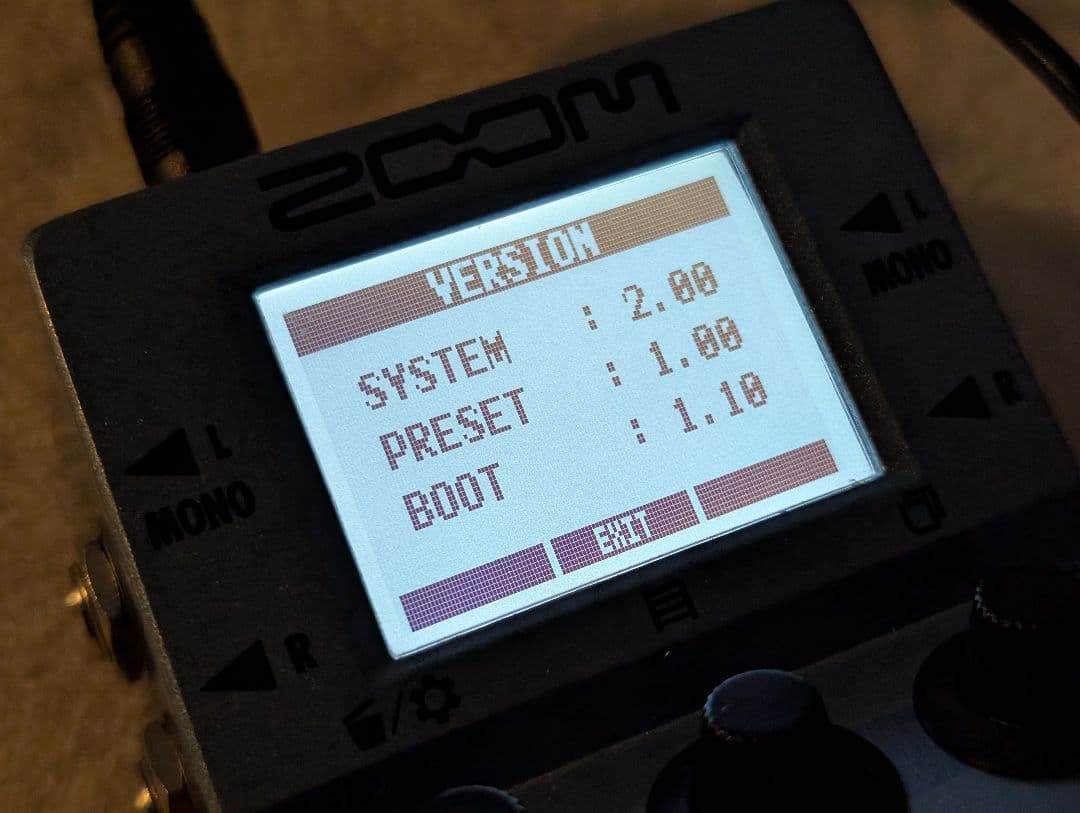 ZOOM
VERSION
SYSTEM : 2.00
PRESET : 1.00
BOOT : 1.10
EXIT
L
MONO
R
L
MONO
R
/